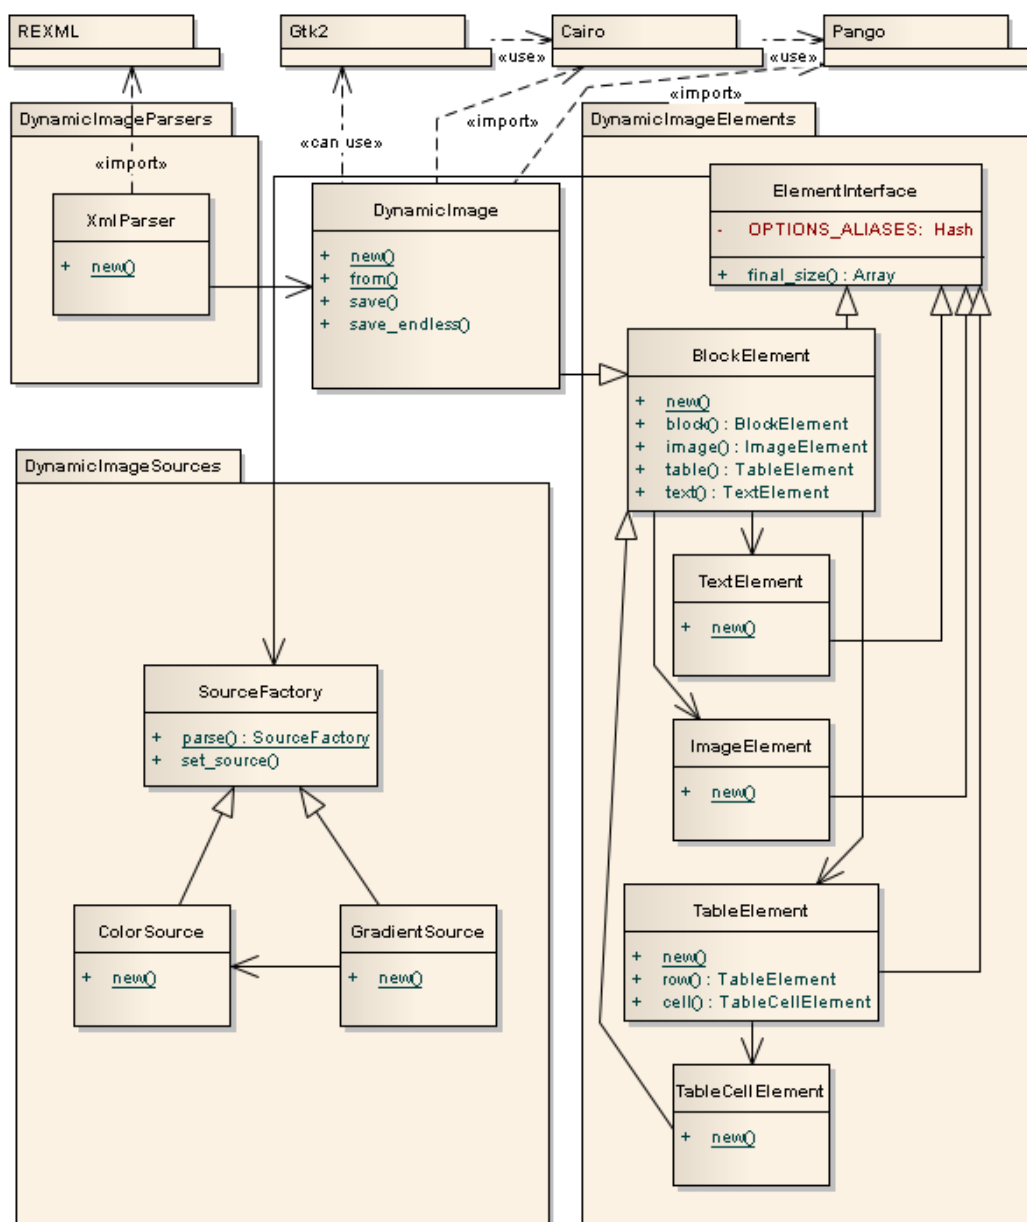 REXML
Gtk2
Cairo
Pango
«use»
«use»
DynamicImageParsers
«import»
«can use»
«import»
«import»
DynamicImageElements
XmlParser
+ new()
DynamicImage
+ new()
+ from()
+ save()
+ save_endless()
ElementInterface
- OPTIONS_ALIASES: Hash
+ final_size() : Array
BlockElement
+ new()
+ block() : BlockElement
+ image() : ImageElement
+ table() : TableElement
+ text() : TextElement
DynamicImageSources
TextElement
+ new()
SourceFactory
+ parse() : SourceFactory
+ set_source()
ImageElement
+ new()
ColorSource
+ new()
GradientSource
+ new()
TableElement
+ new()
+ row() : TableElement
+ cell() : TableCellElement
TableCellElement
+ new()